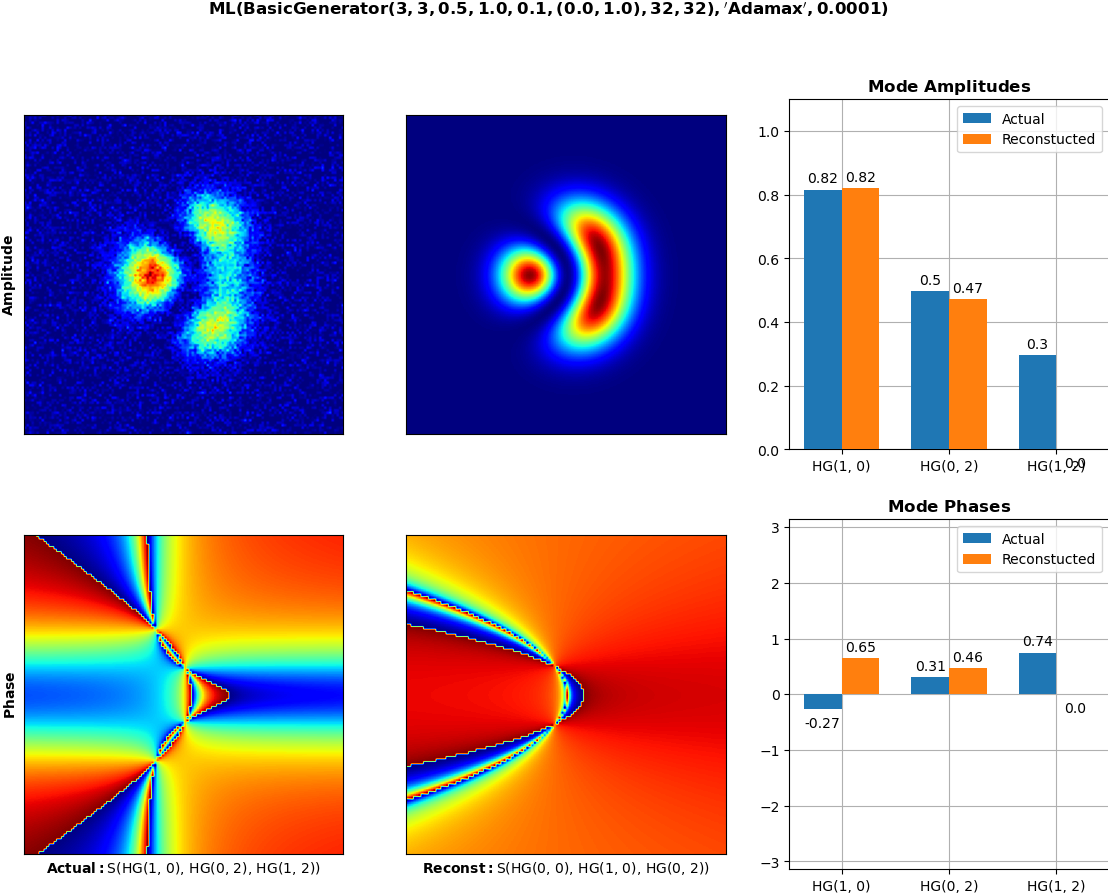 ML(BasicGenerator(3, 3, 0.5, 1.0, 0.1, (0.0, 1.0), 32, 32), 'Adamax', 0.0001)
Amplitude
Mode Amplitudes
Actual
Reconstucted
1.0
0.8
0.6
0.4
0.2
0.0
0.82
0.82
0.5
0.47
0.3
0.0
HG(1, 0)
HG(0, 2)
HG(1, 2)
Phase
Actual: S(HG(1, 0), HG(0, 2), HG(1, 2))
Reconst: S(HG(0, 0), HG(1, 0), HG(0, 2))
Mode Phases
Actual
Reconstucted
3
2
1
0
−1
−2
−3
-0.27
0.65
0.31
0.46
0.74
0.0
HG(1, 0)
HG(0, 2)
HG(1, 2)